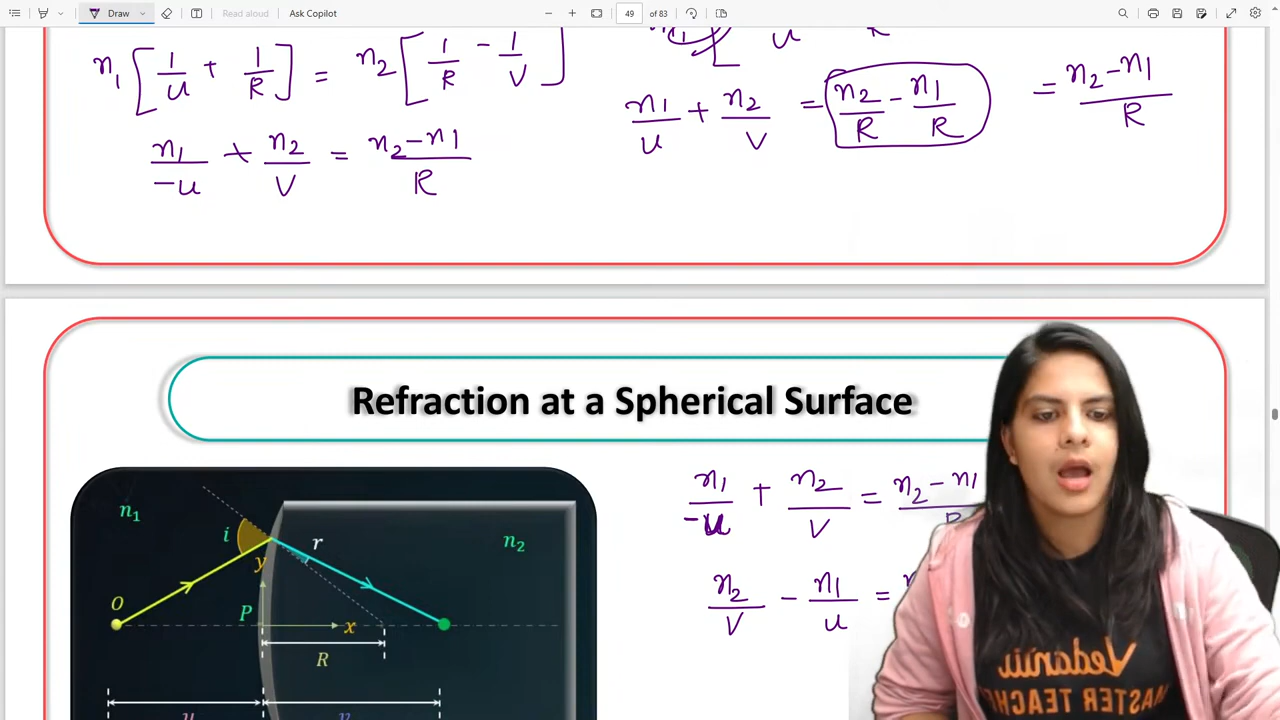 Draw
Read aloud
Ask Copilot
49 of 83
n₁ [1/u + 1/R] = n₂ [1/R − 1/V]
n₁/−u + n₂/V = n₂−n₁/R
u
n₁/u + n₂/V = n₂/R − n₁/R = n₂−n₁/R
Refraction at a Spherical Surface
n₁
i
r
n₂
y
O
P
x
R
n₁/−u + n₂/V = n₂−n₁
n₂/V − n₁/u =
Vedantu
MASTER TEACHE